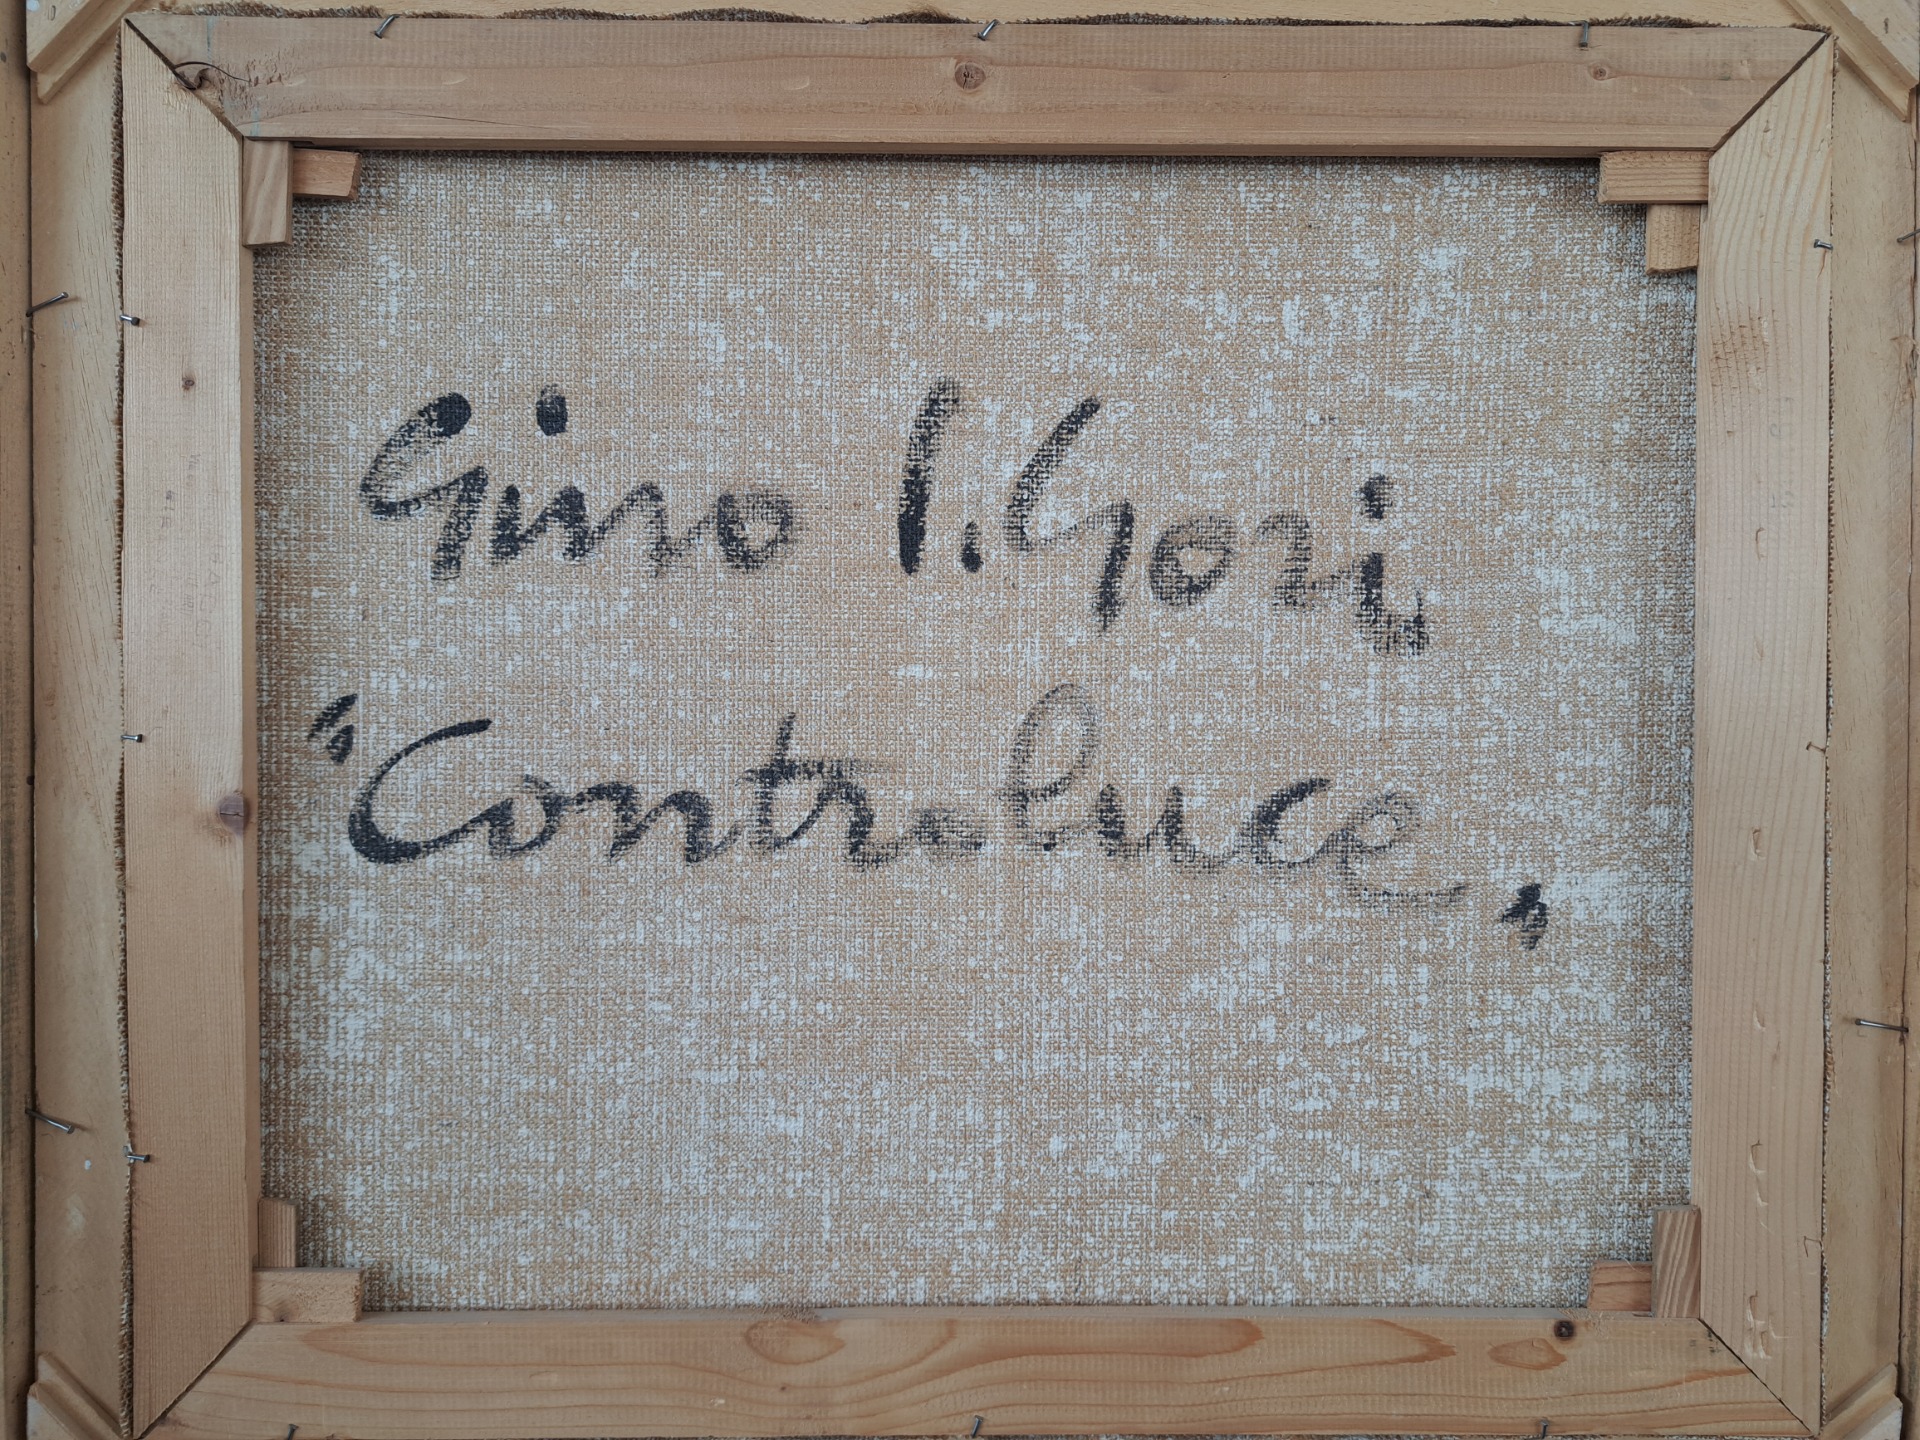 Gino I. Gori
"Controluce"